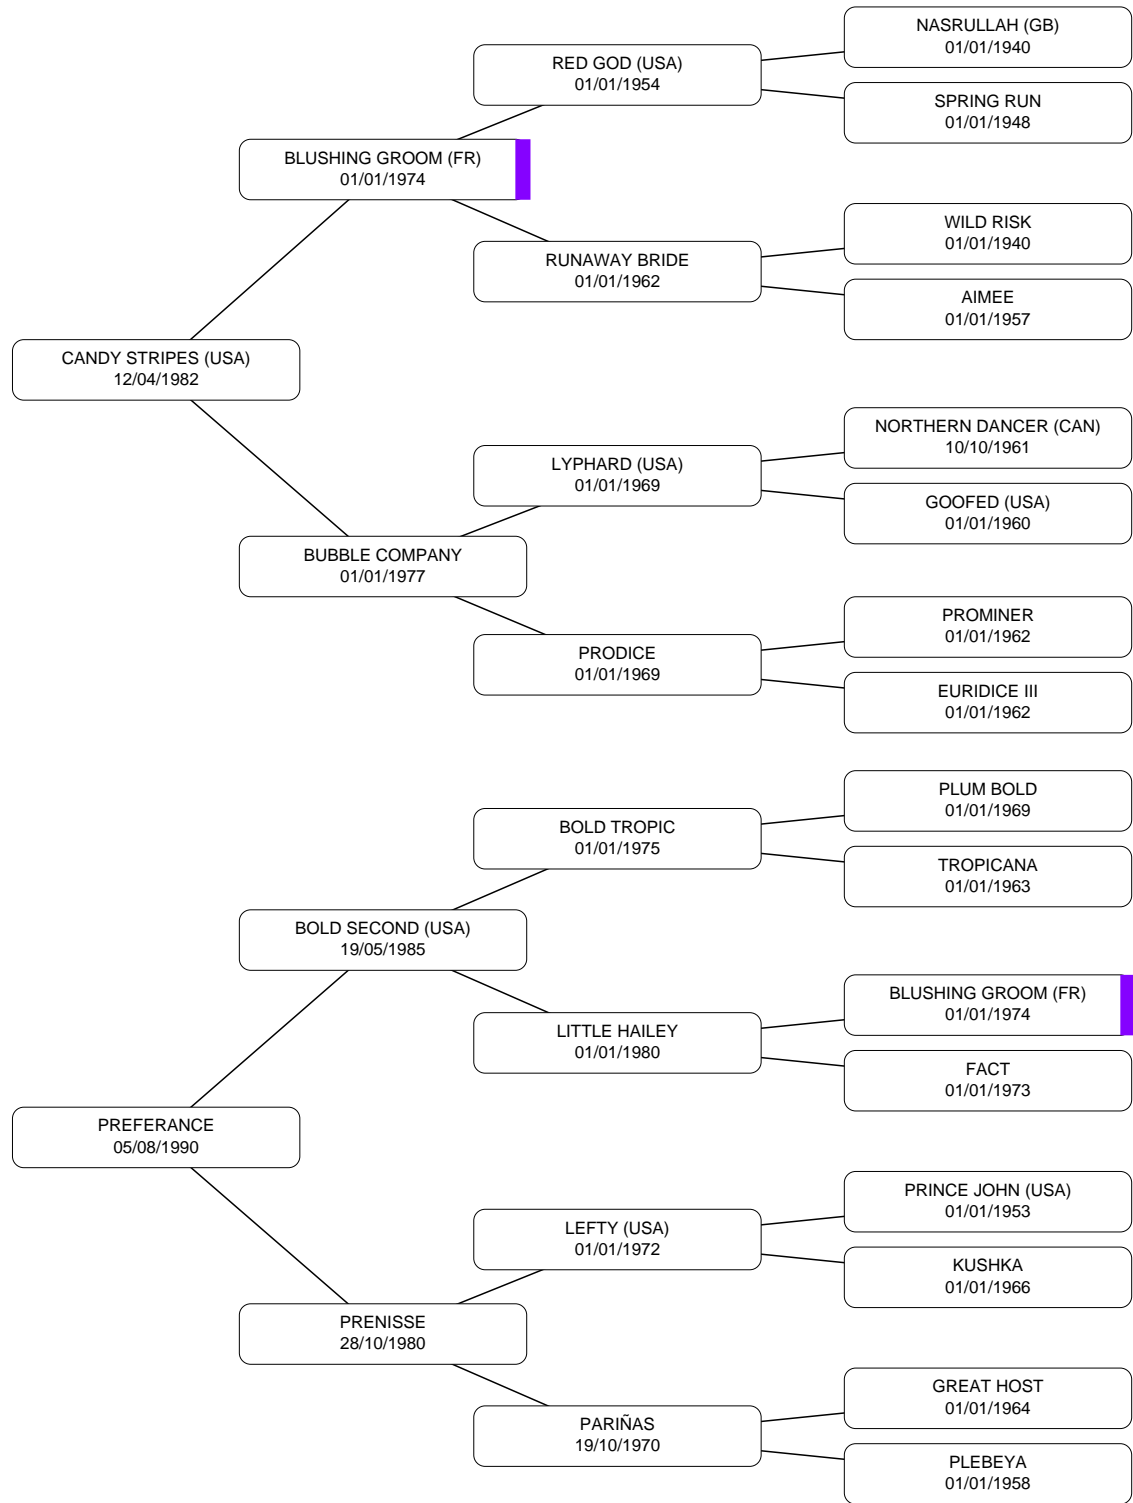 NASRULLAH (GB)
01/01/1940
RED GOD (USA)
01/01/1954
SPRING RUN
01/01/1948
BLUSHING GROOM (FR)
01/01/1974
WILD RISK
01/01/1940
RUNAWAY BRIDE
01/01/1962
AIMEE
01/01/1957
CANDY STRIPES (USA)
12/04/1982
NORTHERN DANCER (CAN)
10/10/1961
LYPHARD (USA)
01/01/1969
GOOFED (USA)
01/01/1960
BUBBLE COMPANY
01/01/1977
PROMINER
01/01/1962
PRODICE
01/01/1969
EURIDICE III
01/01/1962
PLUM BOLD
01/01/1969
BOLD TROPIC
01/01/1975
TROPICANA
01/01/1963
BOLD SECOND (USA)
19/05/1985
BLUSHING GROOM (FR)
01/01/1974
LITTLE HAILEY
01/01/1980
FACT
01/01/1973
PREFERANCE
05/08/1990
PRINCE JOHN (USA)
01/01/1953
LEFTY (USA)
01/01/1972
KUSHKA
01/01/1966
PRENISSE
28/10/1980
GREAT HOST
01/01/1964
PARIÑAS
19/10/1970
PLEBEYA
01/01/1958